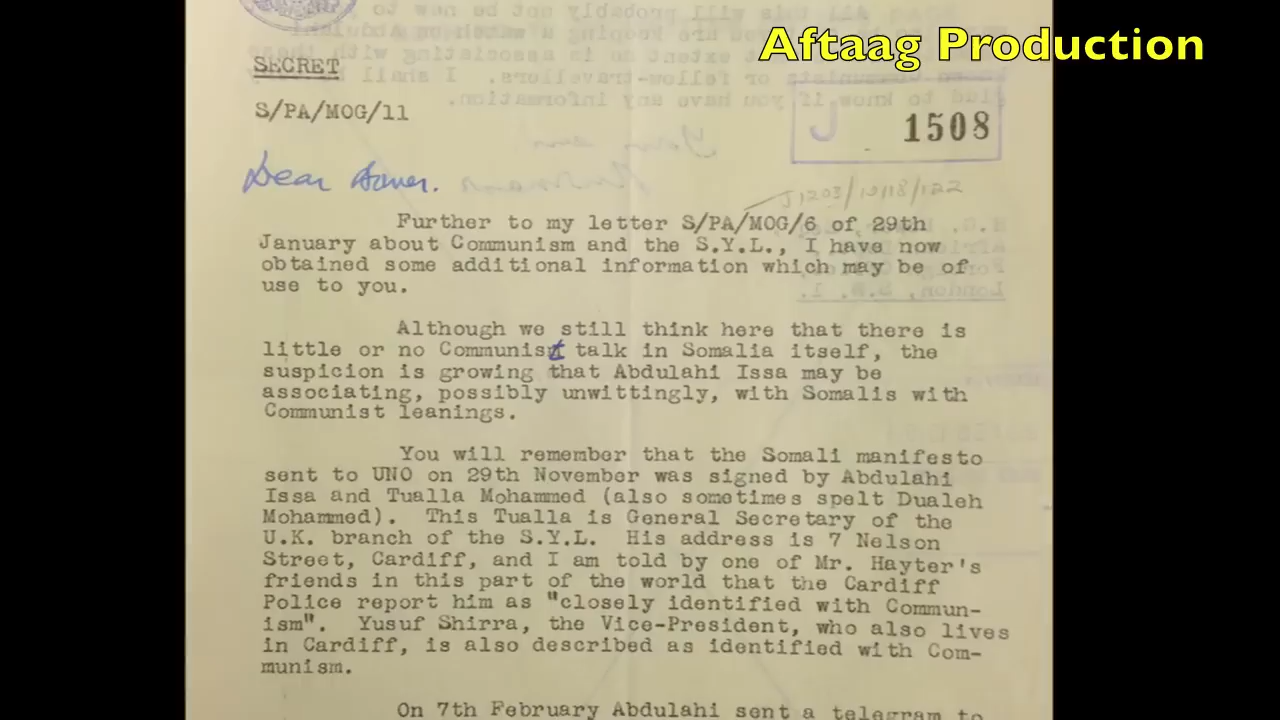 Aftaag Production
SECRET
S/PA/MOG/11
J 1508
Dear
J1203/10118/122
Further to my letter S/PA/MOG/6 of 29th
January about Communism and the S.Y.L., I have now
obtained some additional information which may be of
use to you.
Although we still think here that there is
little or no Communist talk in Somalia itself, the
suspicion is growing that Abdulahi Issa may be
associating, possibly unwittingly, with Somalis with
Communist leanings.
You will remember that the Somali manifesto
sent to UNO on 29th November was signed by Abdulahi
Issa and Tualla Mohammed (also sometimes spelt Dualeh
Mohammed). This Tualla is General Secretary of the
U.K. branch of the S.Y.L. His address is 7 Nelson
Street, Cardiff, and I am told by one of Mr. Hayter's
friends in this part of the world that the Cardiff
Police report him as "closely identified with Commun-
ism". Yusuf Shirra, the Vice-President, who also lives
in Cardiff, is also described as identified with Com-
munism.
On 7th February Abdulahi sent a telegram to